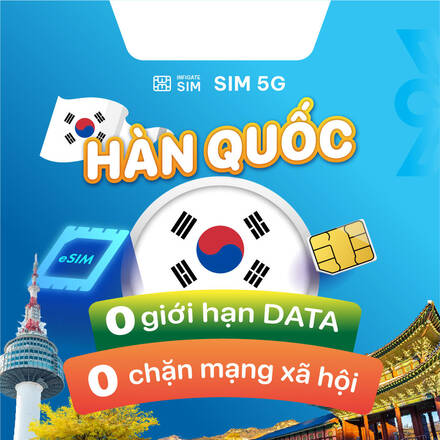 INFIGATE
SIM
SIM 5G
HÀN QUỐC
eSIM
0 giới hạn DATA
0 chặn mạng xã hội